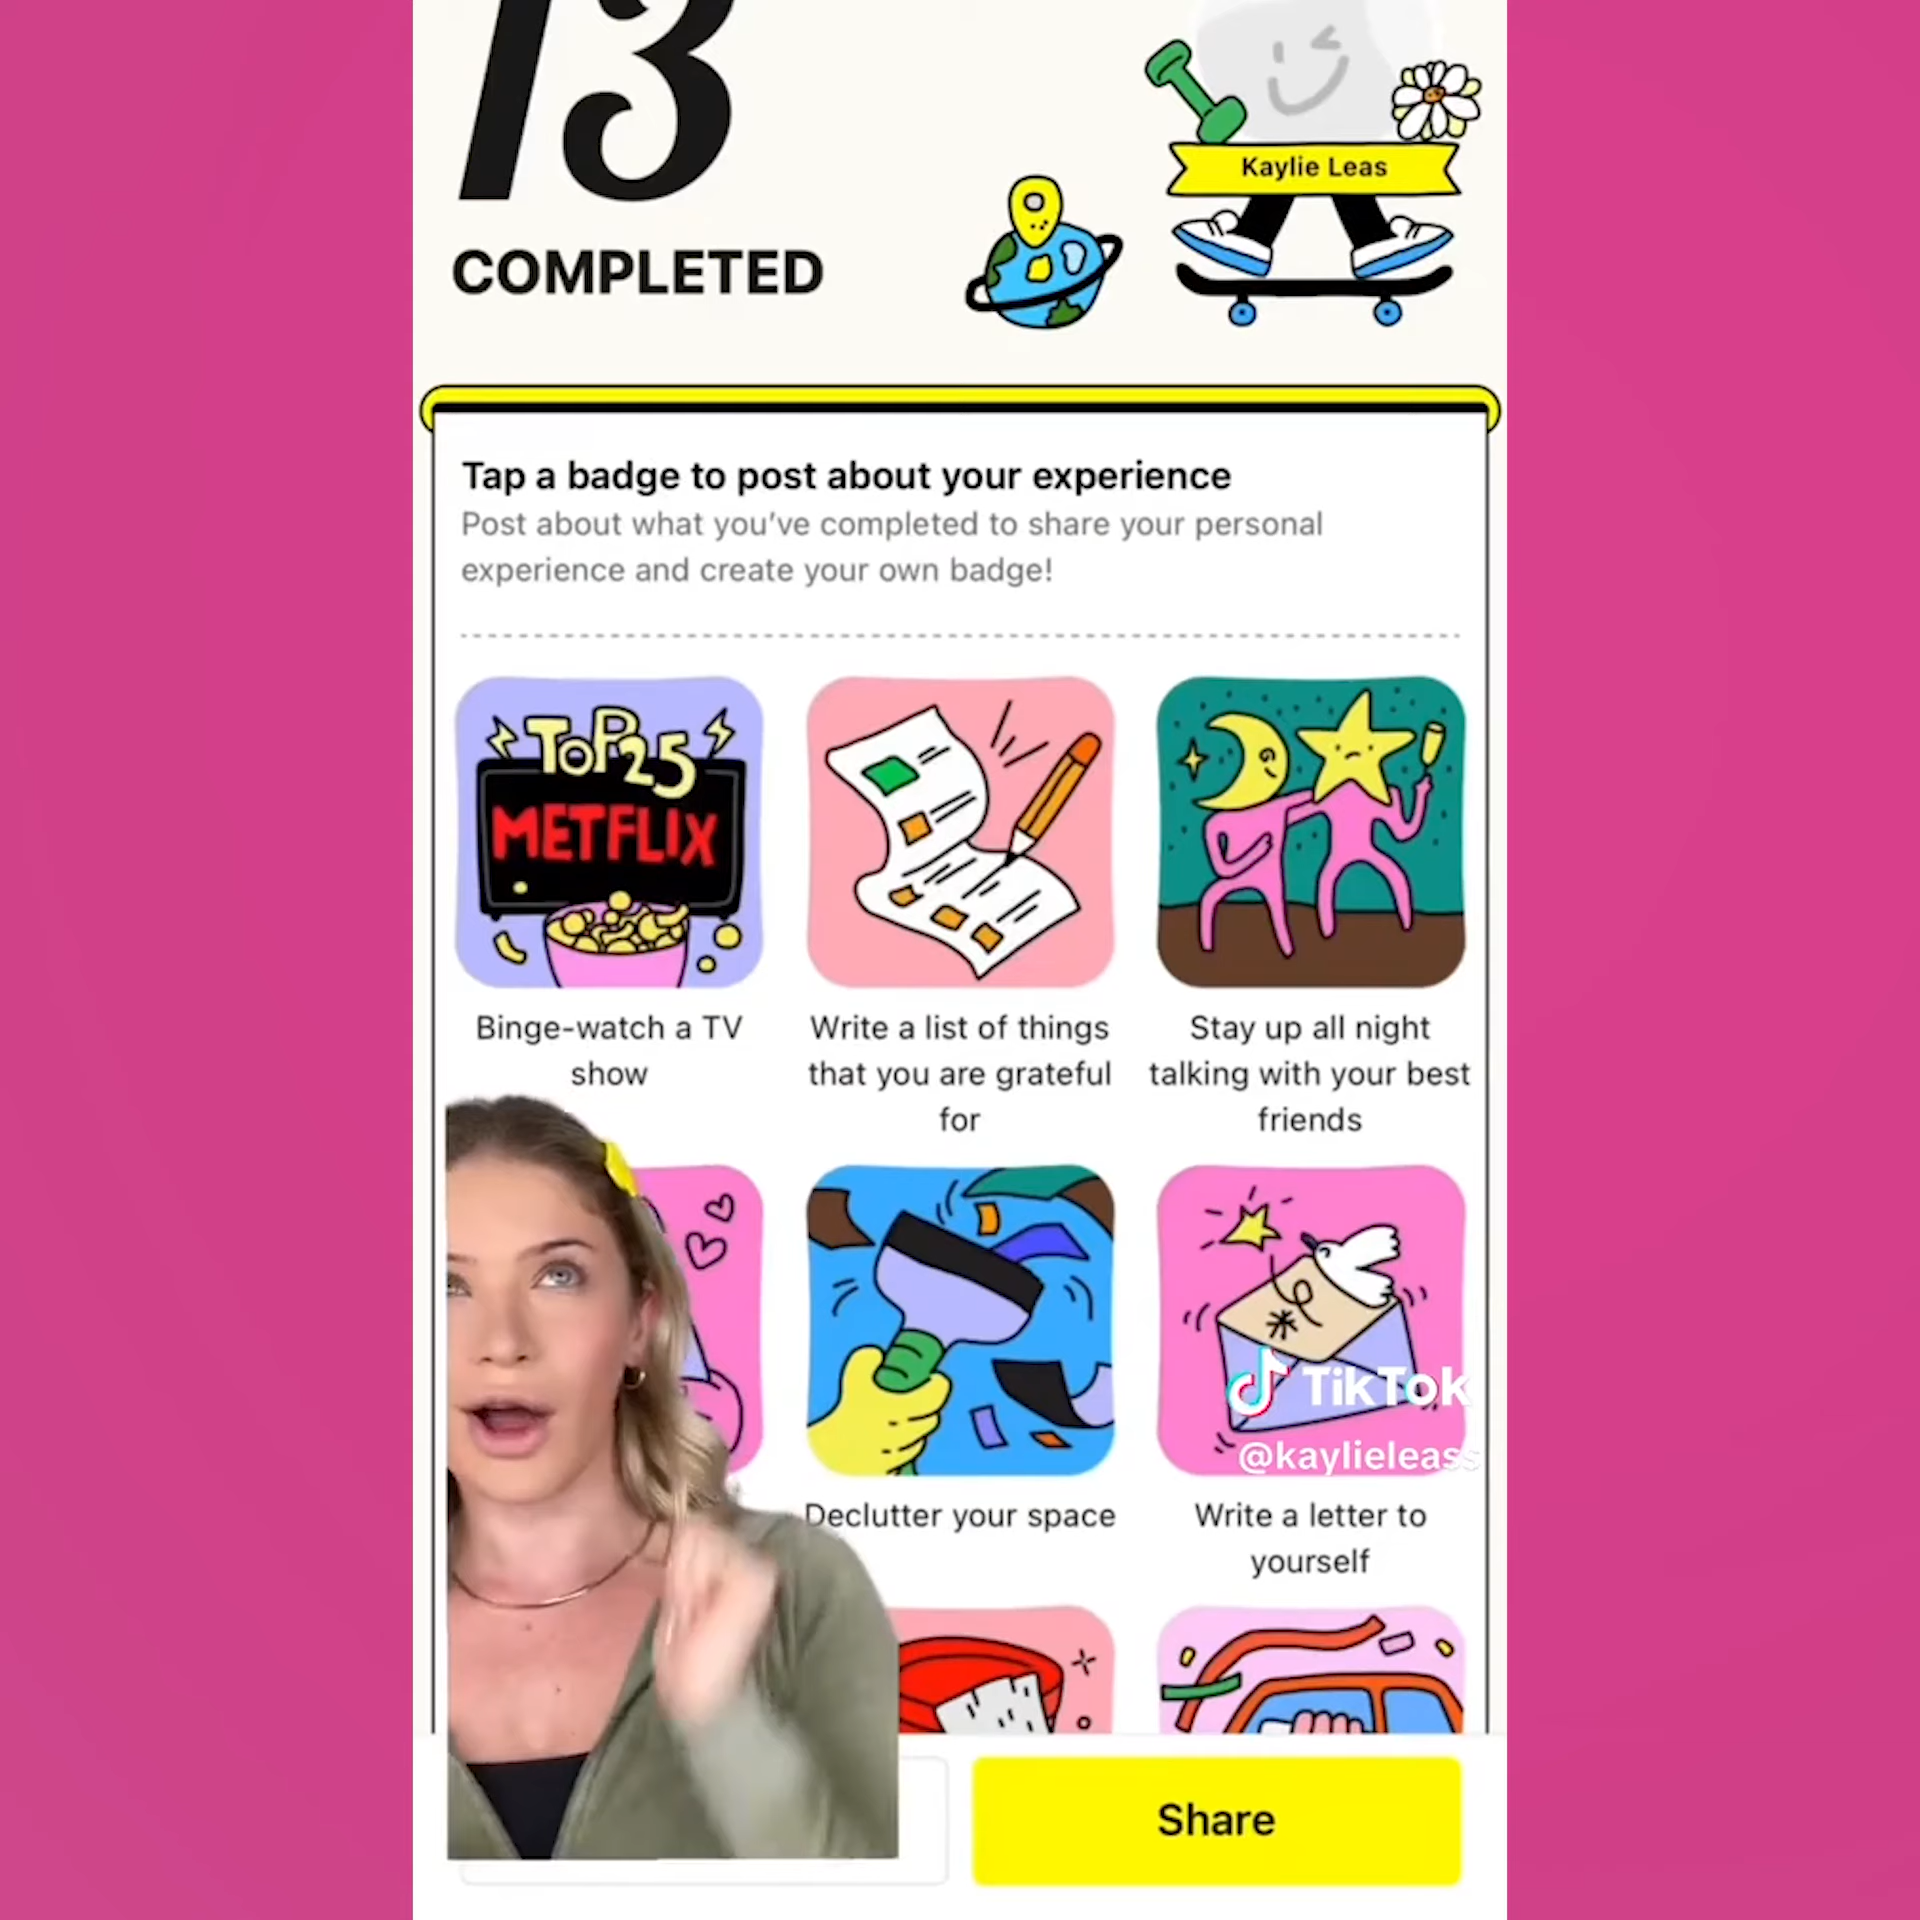 13
COMPLETED
Kaylie Leas
Tap a badge to post about your experience
Post about what you've completed to share your personal
experience and create your own badge!
TOP25
METFLIX
Binge-watch a TV
show
Write a list of things
that you are grateful
for
Stay up all night
talking with your best
friends
TikTok
@kaylieleass
Declutter your space
Write a letter to
yourself
Share